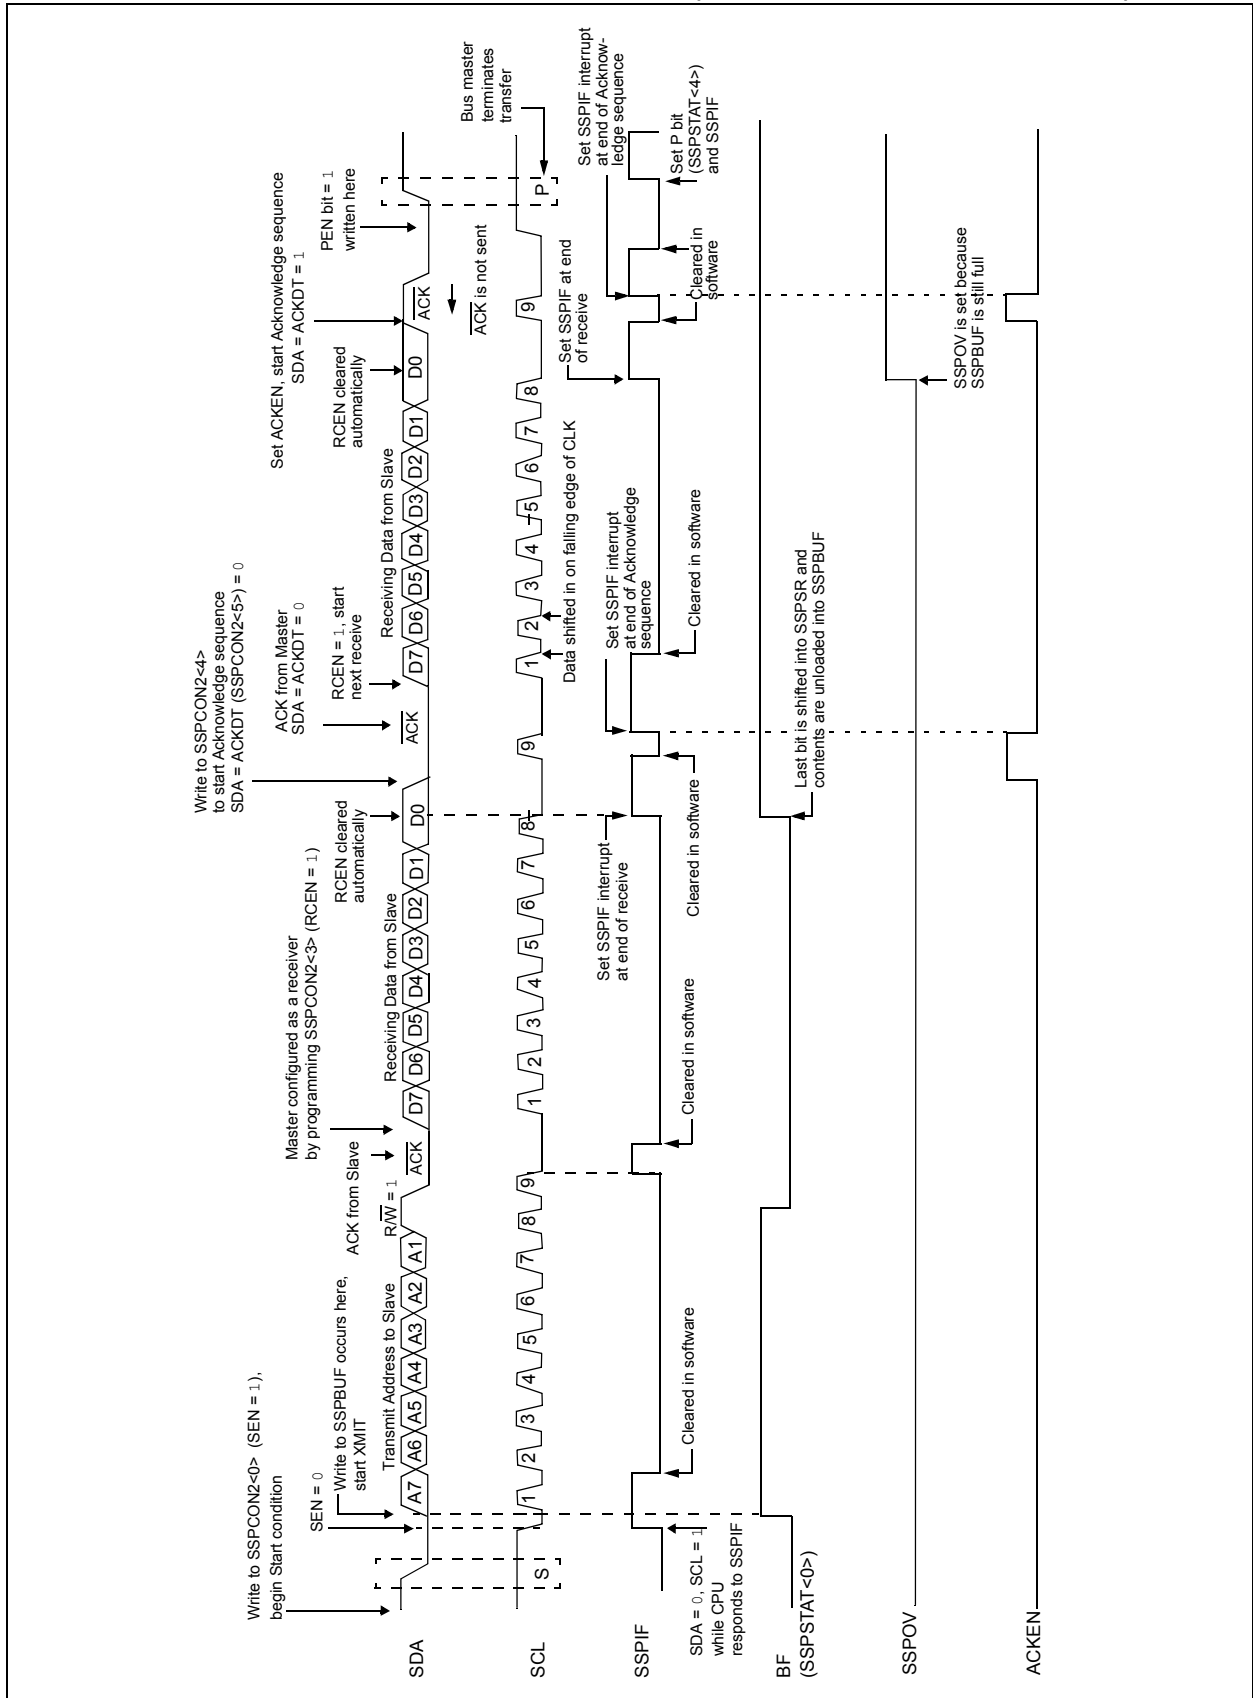 Write to SSPCON2<0> (SEN = 1),
begin Start condition
SEN = 0
Write to SSPBUF occurs here,
start XMIT
Transmit Address to Slave
R/W = 1
ACK from Slave
Master configured as a receiver
by programming SSPCON2<3> (RCEN = 1)
Receiving Data from Slave
RCEN cleared
automatically
Write to SSPCON2<4>
to start Acknowledge sequence
SDA = ACKDT (SSPCON2<5>) = 0
ACK from Master
SDA = ACKDT = 0
RCEN = 1, start
next receive
Receiving Data from Slave
RCEN cleared
automatically
Set ACKEN, start Acknowledge sequence
SDA = ACKDT = 1
PEN bit = 1
written here
SDA
A7 A6 A5 A4 A3 A2 A1 ACK D7 D6 D5 D4 D3 D2 D1 D0 ACK D7 D6 D5 D4 D3 D2 D1 D0 ACK
ACK is not sent
Bus master
terminates
transfer
SCL
S 1 2 3 4 5 6 7 8 9 1 2 3 4 5 6 7 8 9 1 2 3 4 5 6 7 8 9 P
Data shifted in on falling edge of CLK
Set SSPIF interrupt
at end of receive
Set SSPIF interrupt
at end of Acknowledge
sequence
Set SSPIF at end
of receive
Set SSPIF interrupt
at end of Acknow-
ledge sequence
SSPIF
SDA = 0, SCL = 1
while CPU
responds to SSPIF
Cleared in software
Cleared in software
Cleared in software
Cleared in software
Cleared in
software
Set P bit
(SSPSTAT<4>)
and SSPIF
BF
(SSPSTAT<0>)
Last bit is shifted into SSPSR and
contents are unloaded into SSPBUF
SSPOV
SSPOV is set because
SSPBUF is still full
ACKEN